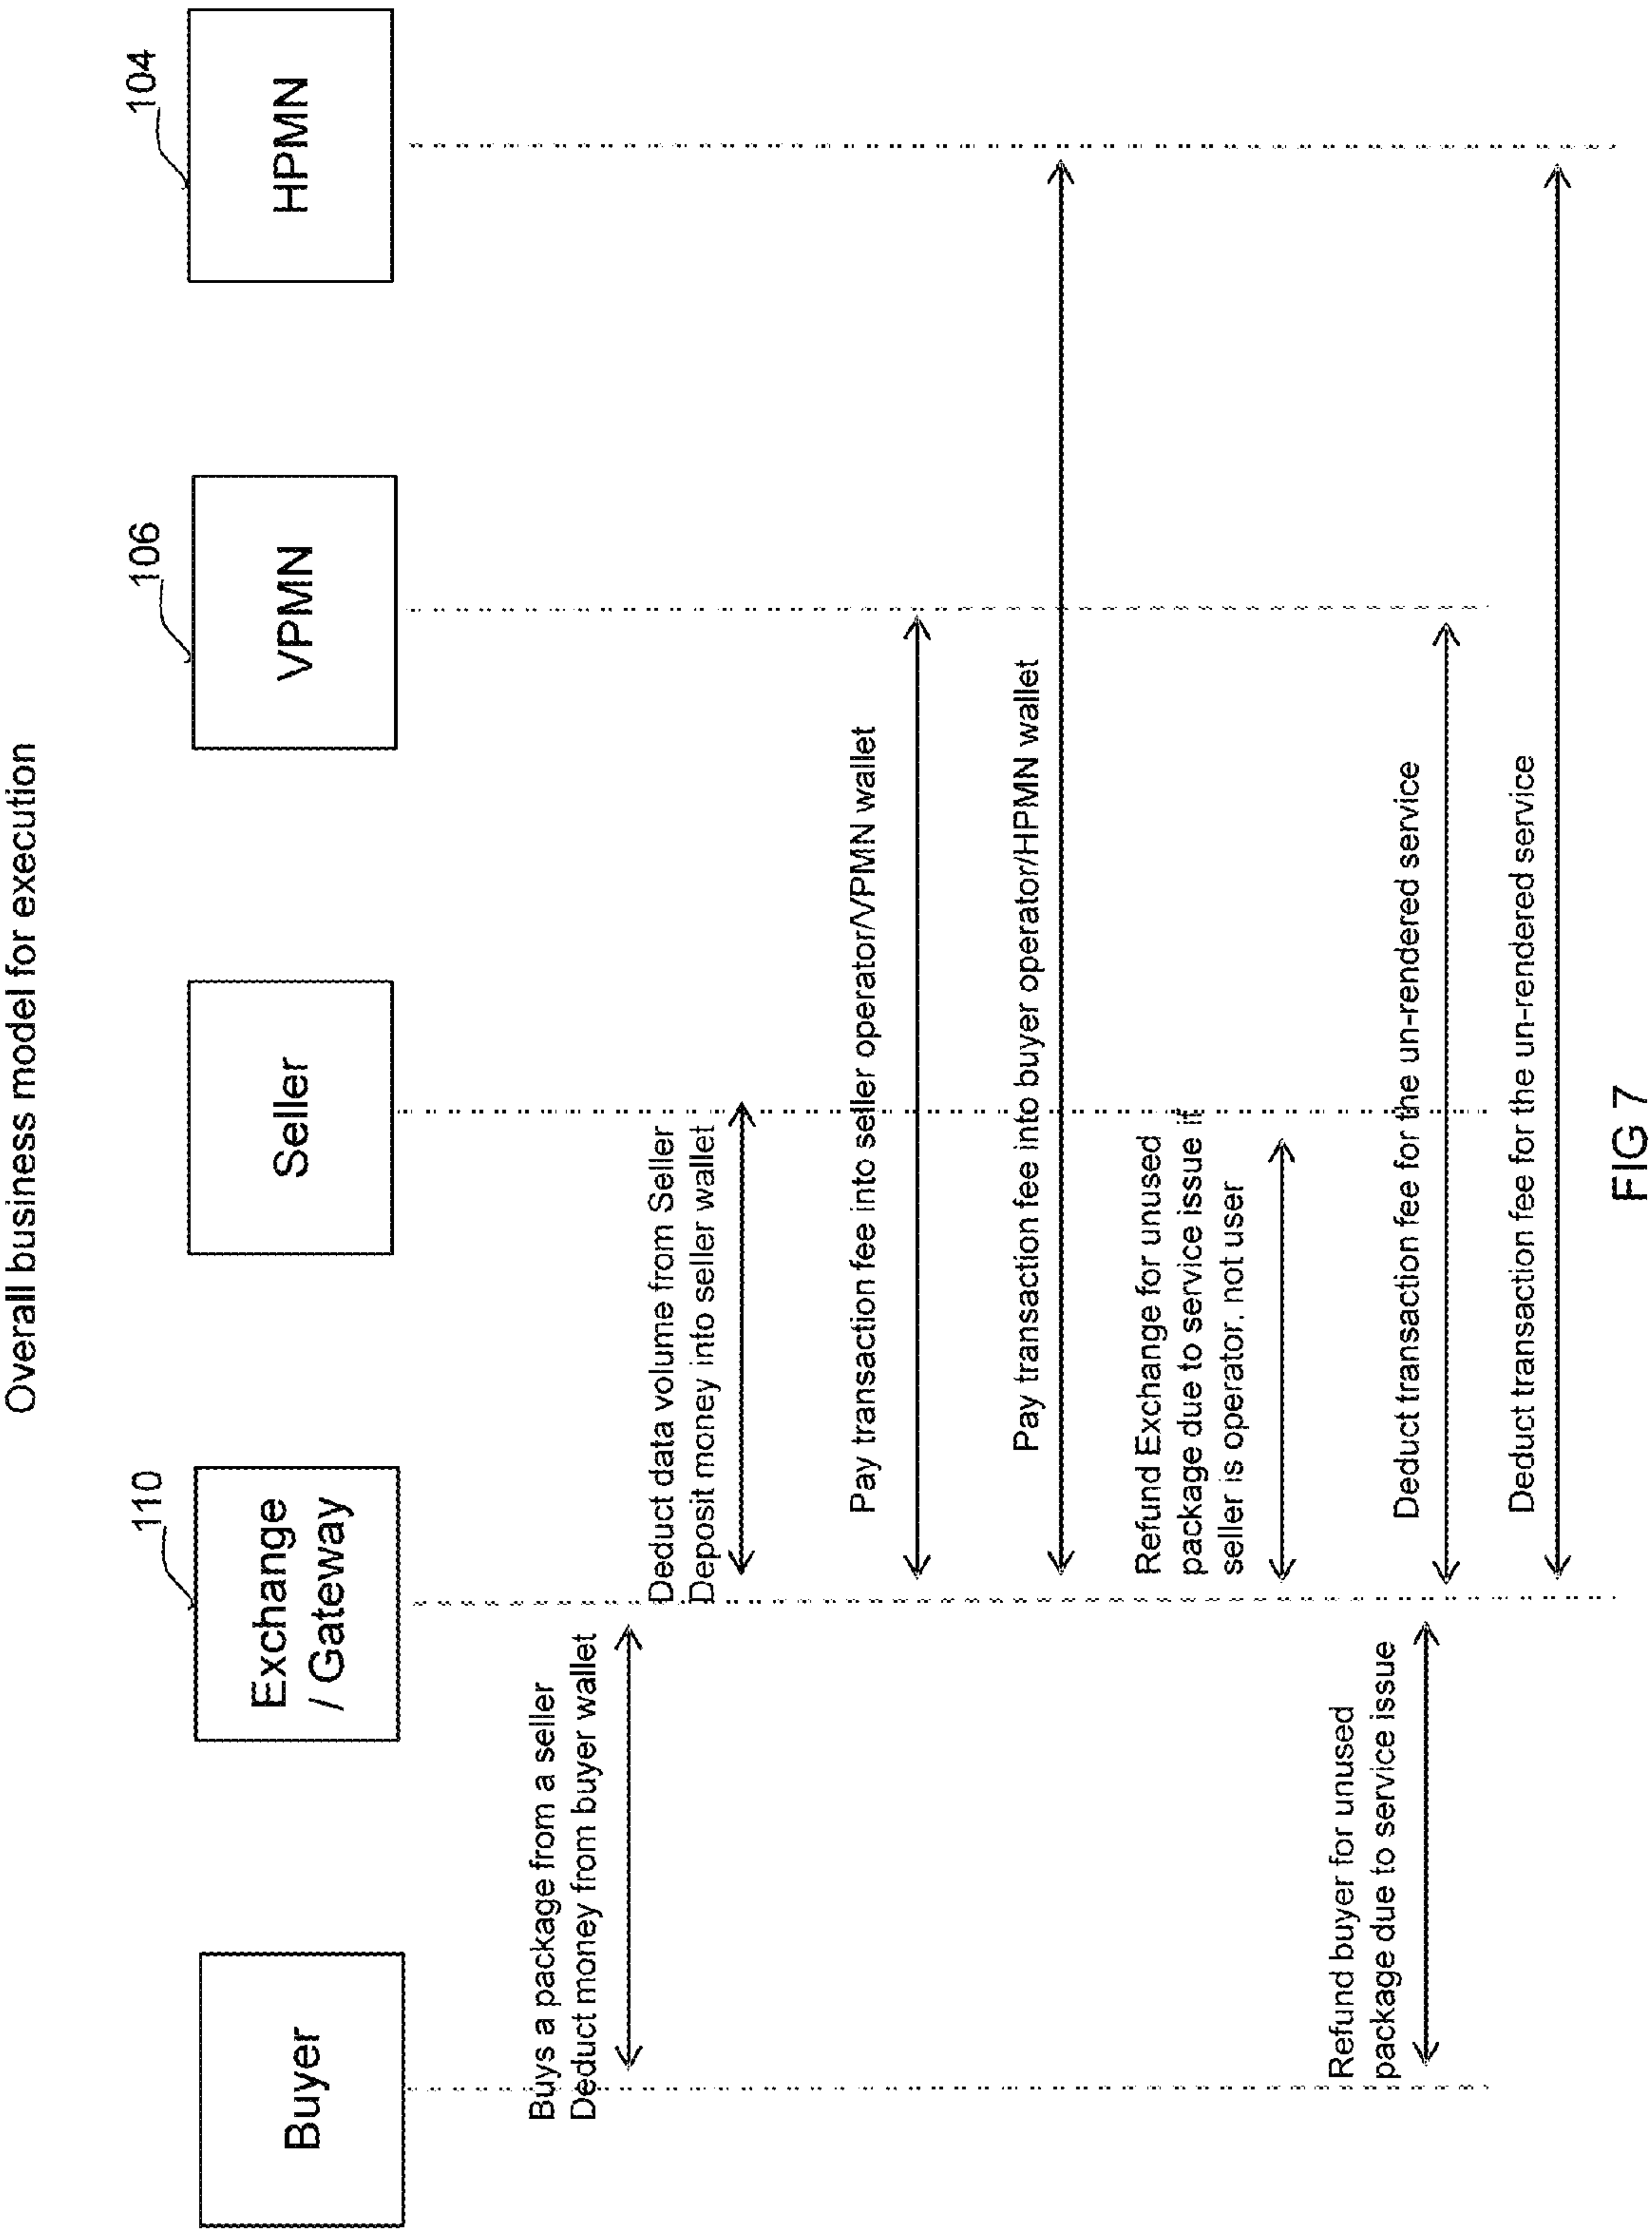 Overall business model for execution
110
106
104
Buyer
Exchange
/ Gateway
Seller
VPMN
HPMN
Buys a package from a seller
Deduct money from buyer wallet
Deduct data volume from Seller
Deposit money into seller wallet
Pay transaction fee into seller operator/VPMN wallet
Pay transaction fee into buyer operator/HPMN wallet
Refund Exchange for unused
package due to service issue if
seller is operator. not user
Refund buyer for unused
package due to service issue
Deduct transaction fee for the un-rendered service
Deduct transaction fee for the un-rendered service
FIG 7